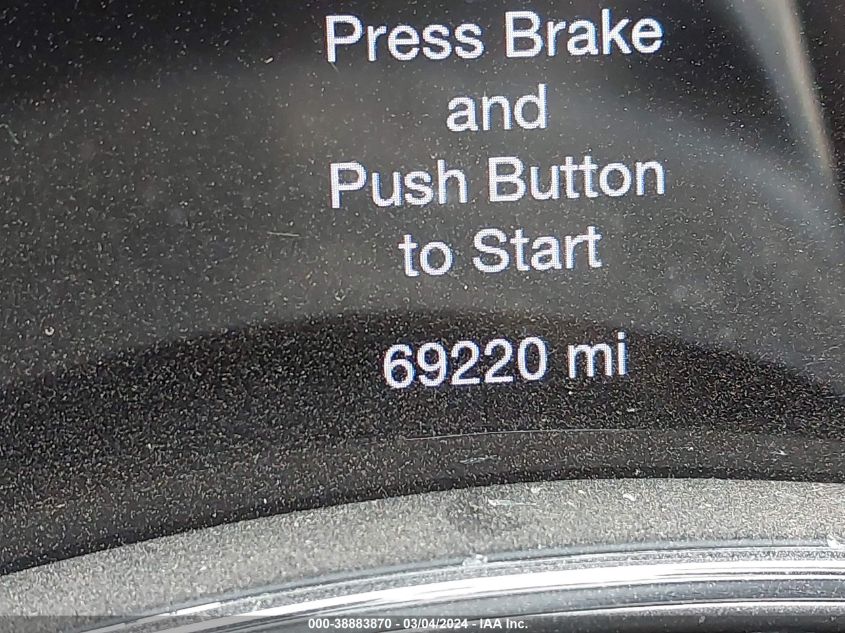 Press Brake
and
Push Button
to Start
69220 mi
000-38883870 - 03/04/2024 - IAA Inc.